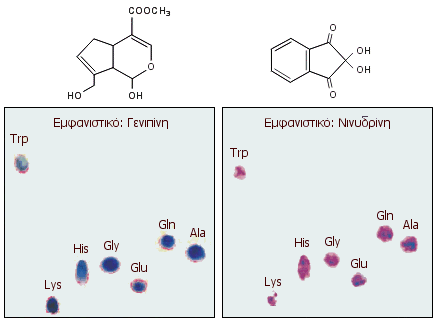 COOCH3
O
HO
OH
O
OH
OH
O
Εμφανιστικό: Γενιπίνη
Trp
Gln
Ala
His
Gly
Glu
Lys
Εμφανιστικό: Νινυδρίνη
Trp
Gln
Ala
His
Gly
Glu
Lys